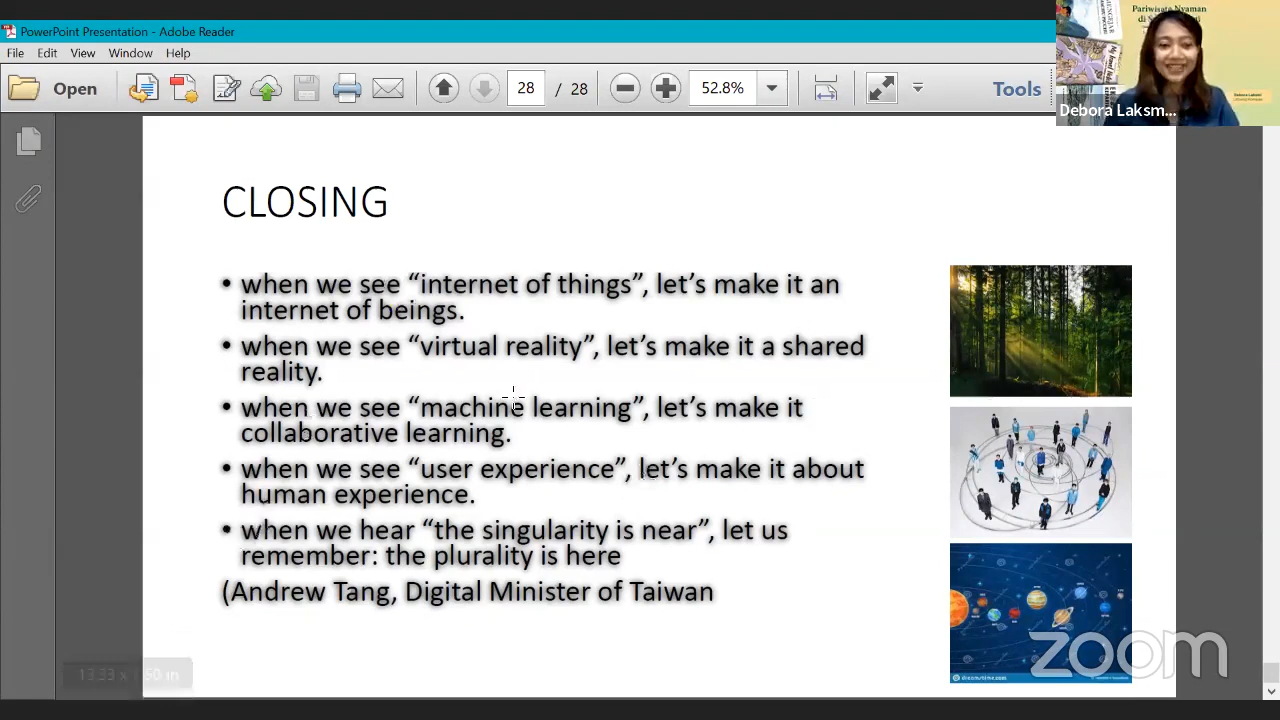 PowerPoint Presentation - Adobe Reader
File Edit View Window Help
Open
28 / 28
52.8%
Tools
Pariwisata Nyaman
Debora Laksm...
CLOSING
• when we see “internet of things”, let’s make it an
internet of beings.
• when we see “virtual reality”, let’s make it a shared
reality.
• when we see “machine learning”, let’s make it
collaborative learning.
• when we see “user experience”, let’s make it about
human experience.
• when we hear “the singularity is near”, let us
remember: the plurality is here
(Andrew Tang, Digital Minister of Taiwan
zoom
dreamstime.com